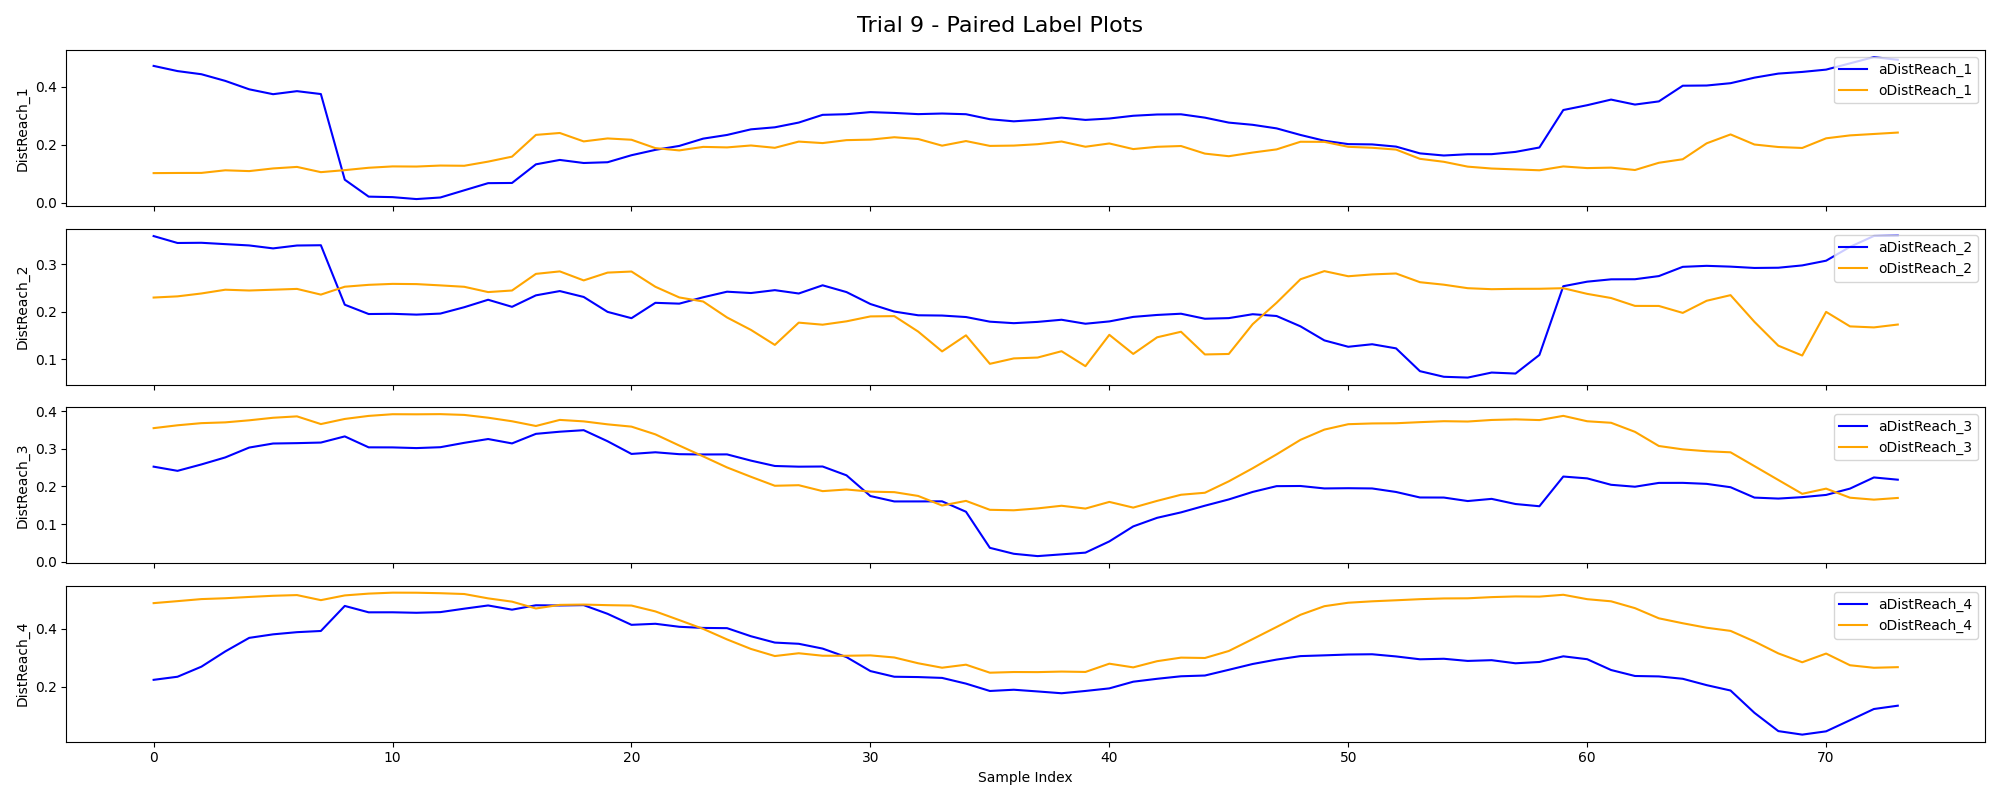 Trial 9 - Paired Label Plots
DistReach_1
0.4
0.2
0.0
aDistReach_1
oDistReach_1
DistReach_2
0.3
0.2
0.1
aDistReach_2
oDistReach_2
DistReach_3
0.4
0.3
0.2
0.1
0.0
aDistReach_3
oDistReach_3
DistReach_4
0.4
0.2
aDistReach_4
oDistReach_4
0 10 20 30 40 50 60 70
Sample Index